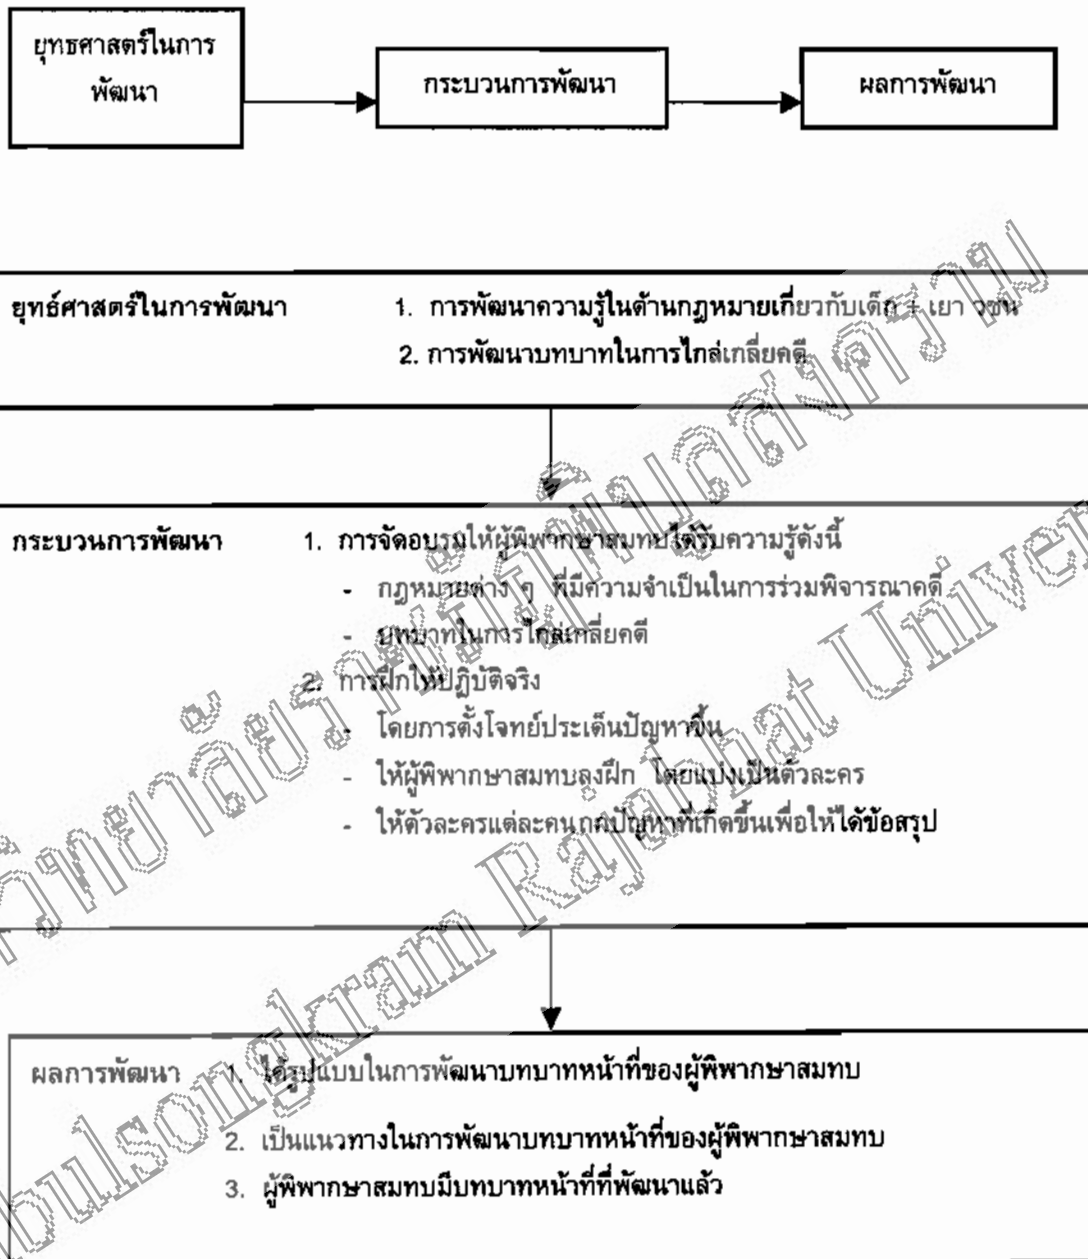 ยุทธศาสตร์ในการ
พัฒนา
กระบวนการพัฒนา
ผลการพัฒนา
ยุทธ์ศาสตร์ในการพัฒนา 1. การพัฒนาความรู้ในด้านกฎหมายเกี่ยวกับเด็ก + เยา วชน
2. การพัฒนาบทบาทในการไกล่เกลี่ยคดี
กระบวนการพัฒนา 1. การจัดอบรมให้ผู้พิพากษาสมทบได้รับความรู้ดังนี้
- กฎหมายต่าง ๆ ที่มีความจำเป็นในการร่วมพิจารณาคดี
- บทบาทในการไกล่เกลี่ยคดี
2. การฝึกให้ปฏิบัติจริง
- โดยการตั้งโจทย์ประเด็นปัญหาขึ้น
- ให้ผู้พิพากษาสมทบลงฝึก โดยแบ่งเป็นตัวละคร
- ให้ตัวละครแต่ละคน ปัญหาที่เกิดขึ้นเพื่อให้ได้ข้อสรุป
ผลการพัฒนา 1. ได้รูปแบบในการพัฒนาบทบาทหน้าที่ของผู้พิพากษาสมทบ
2. เป็นแนวทางในการพัฒนาบทบาทหน้าที่ของผู้พิพากษาสมทบ
3. ผู้พิพากษาสมทบมีบทบาทหน้าที่ที่พัฒนาแล้ว
วิทยาลัยราชภัฏพิบูลสงคราม
bulsongkram Rajabhat Univer